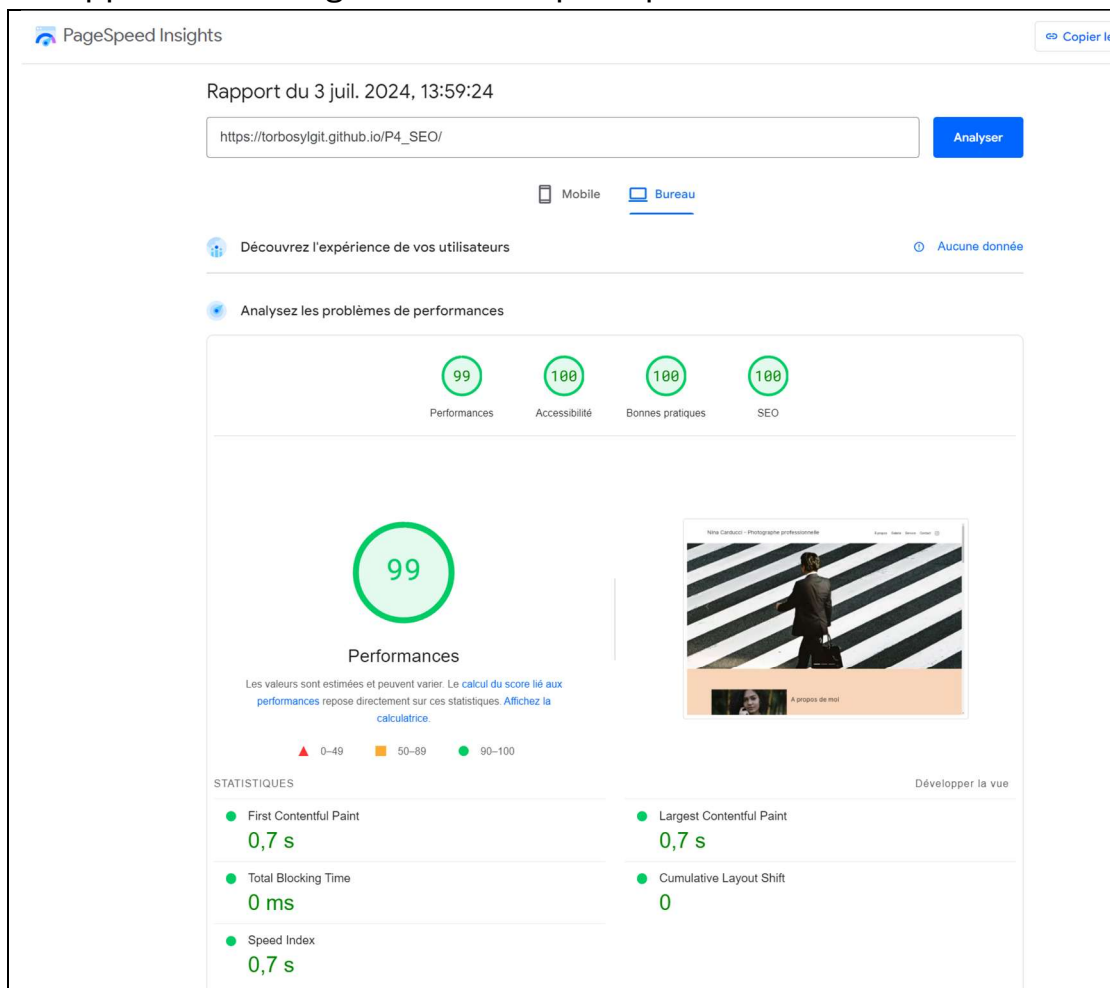 PageSpeed Insights
Copier le
Rapport du 3 juil. 2024, 13:59:24
https://torbosylgit.github.io/P4_SEO/
Analyser
Mobile
Bureau
Découvrez l'expérience de vos utilisateurs
Aucune donnée
Analysez les problèmes de performances
99
100
100
100
Performances
Accessibilité
Bonnes pratiques
SEO
99
Performances
Les valeurs sont estimées et peuvent varier. Le calcul du score lié aux
performances repose directement sur ces statistiques. Affichez la
calculatrice.
0–49
50–89
90–100
Nina Carducci - Photographe professionnelle
A propos de moi
STATISTIQUES
Développer la vue
First Contentful Paint
0,7 s
Largest Contentful Paint
0,7 s
Total Blocking Time
0 ms
Cumulative Layout Shift
0
Speed Index
0,7 s